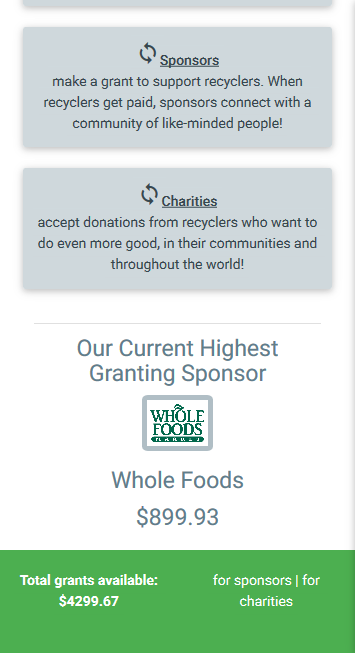 Sponsors
make a grant to support recyclers. When
recyclers get paid, sponsors connect with a
community of like-minded people!
Charities
accept donations from recyclers who want to
do even more good, in their communities and
throughout the world!
Our Current Highest
Granting Sponsor
WHOLE
FOODS
MARKET
Whole Foods
$899.93
Total grants available:
$4299.67
for sponsors | for
charities